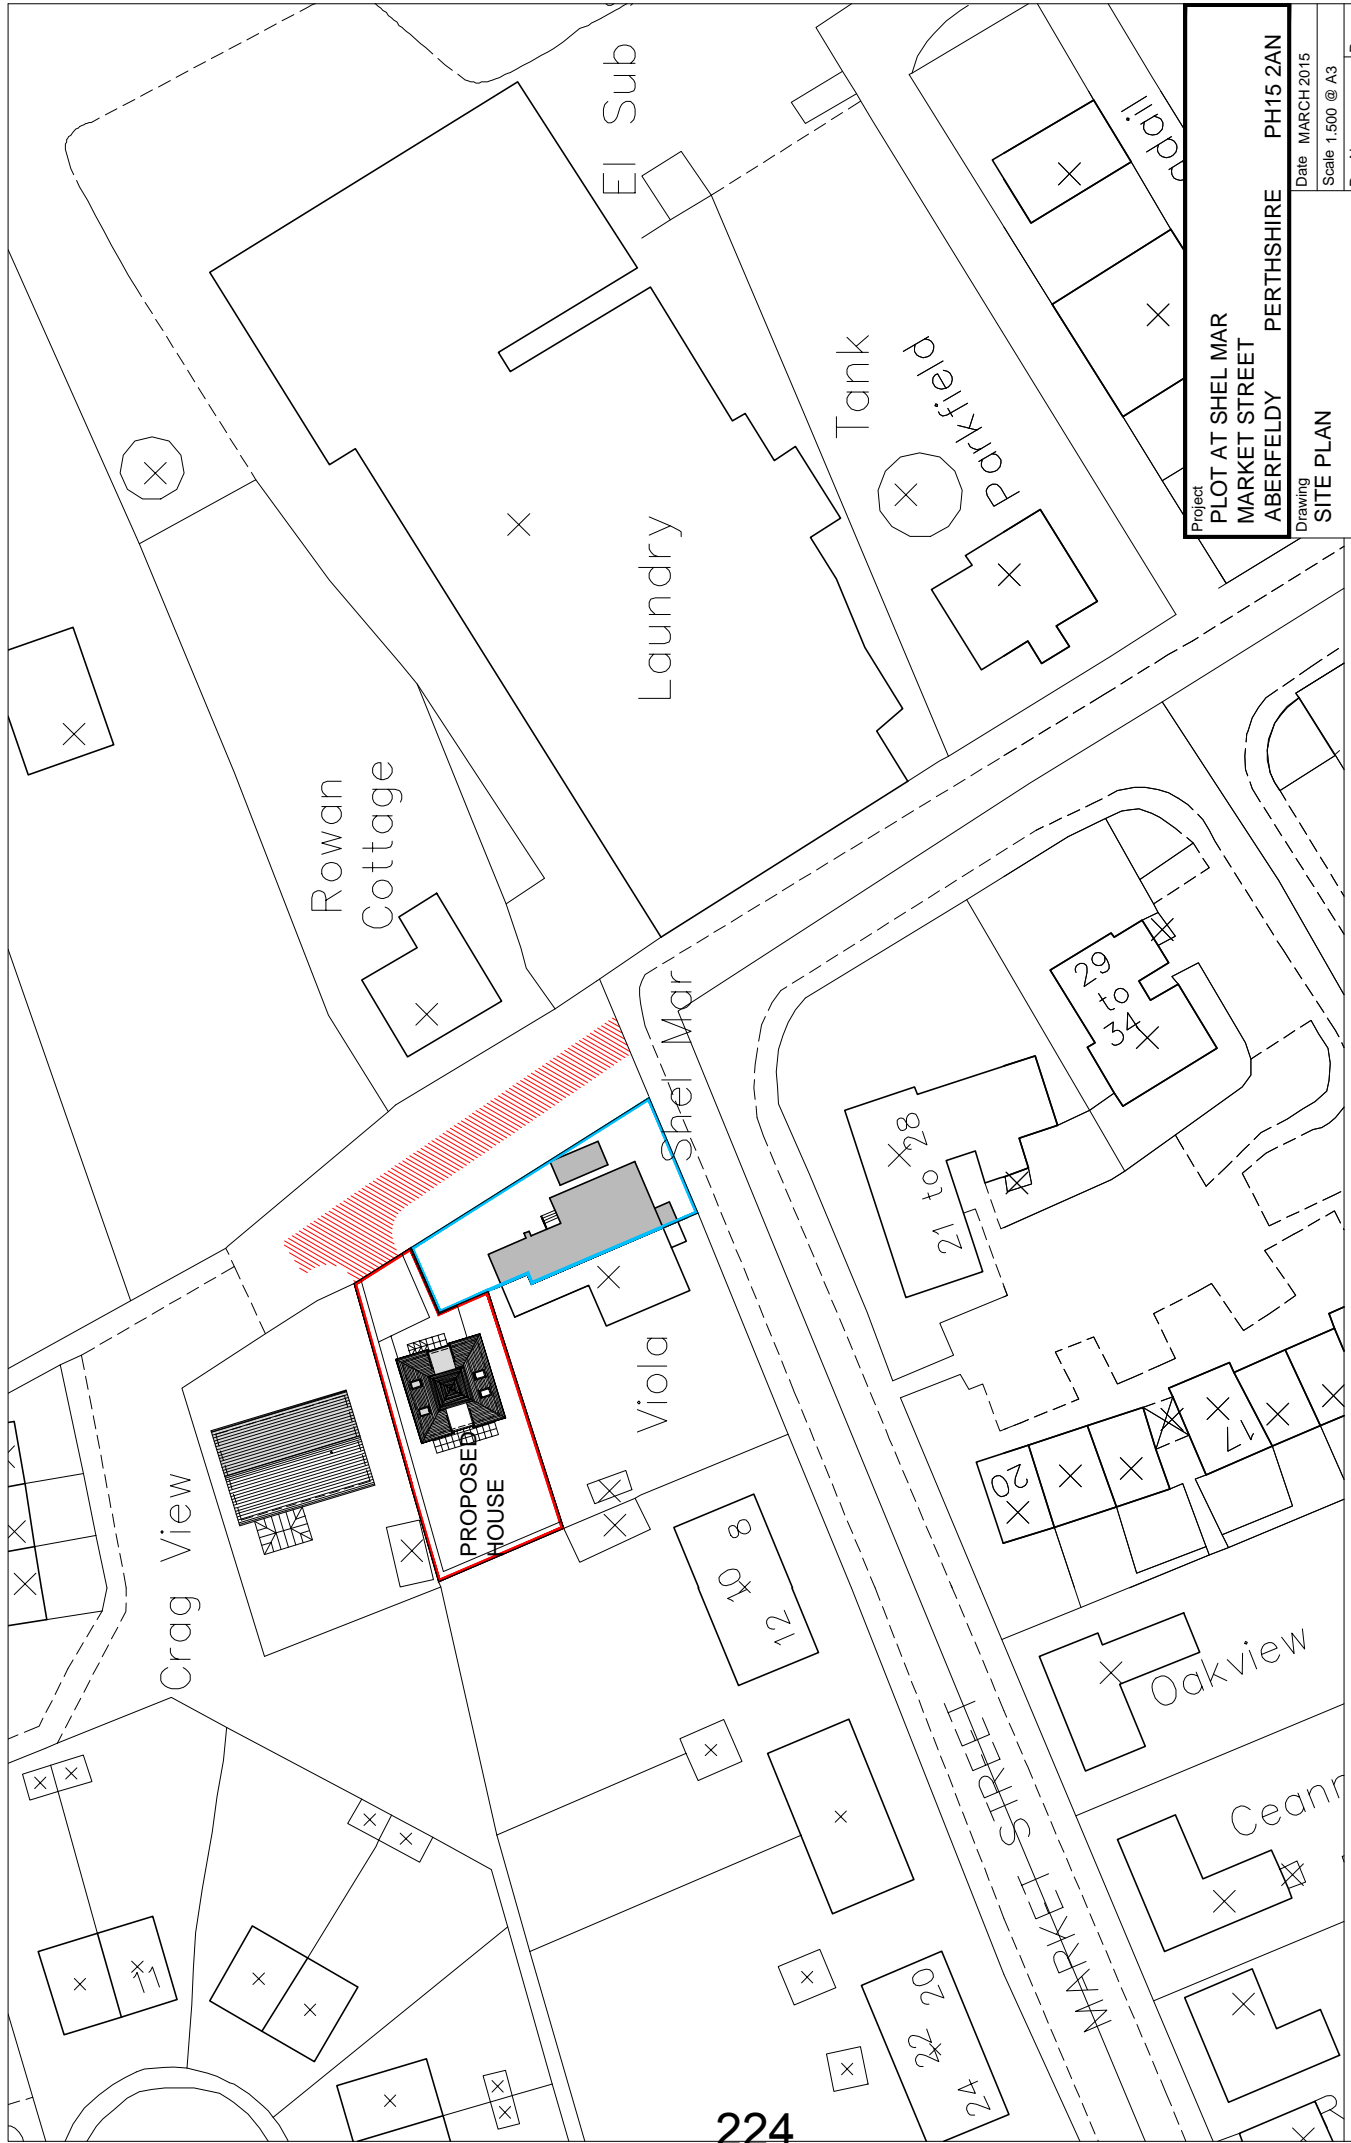 El Sub
Rowan
Cottage
Laundry
Tank
Parkfield
Shel Mar
Crag View
Viola
PROPOSED
HOUSE
29
to
34
21 to 28
20
17
12 10 8
11
24 22 20
MARKET STREET
Oakview
Project
PLOT AT SHEL MAR
MARKET STREET
ABERFELDY PERTHSHIRE PH15 2AN
Drawing
SITE PLAN
Date MARCH 2015
Scale 1.500 @ A3
224